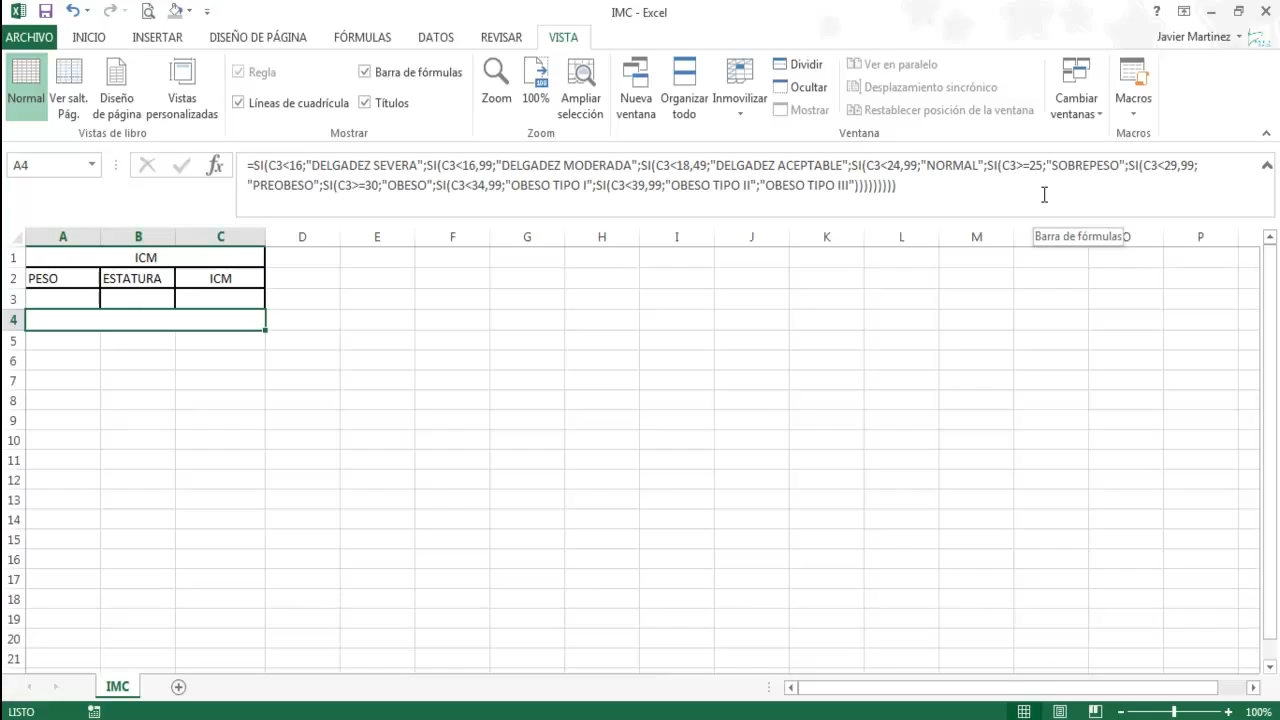 IMC - Excel
ARCHIVO INICIO INSERTAR DISEÑO DE PÁGINA FÓRMULAS DATOS REVISAR VISTA Javier Martinez
Normal Ver salt. Pág. Diseño de página Vistas personalizadas
Vistas de libro
Regla Barra de fórmulas
Líneas de cuadrícula Títulos
Mostrar
Zoom 100% Ampliar selección
Zoom
Nueva ventana Organizar todo Inmovilizar
Dividir Ver en paralelo
Ocultar Desplazamiento sincrónico
Mostrar Restablecer posición de la ventana
Ventana
Cambiar ventanas
Macros
Macros
A4
fx
=SI(C3<16;"DELGADEZ SEVERA";SI(C3<16,99;"DELGADEZ MODERADA";SI(C3<18,49;"DELGADEZ ACEPTABLE";SI(C3<24,99;"NORMAL";SI(C3>=25;"SOBREPESO";SI(C3<29,99;
"PREOBESO";SI(C3>=30;"OBESO";SI(C3<34,99;"OBESO TIPO I";SI(C3<39,99;"OBESO TIPO II";"OBESO TIPO III")))))))))
Barra de fórmulas
A B C D E F G H I J K L M O P
1 ICM
2 PESO ESTATURA ICM
3
4
5
6
7
8
9
10
11
12
13
14
15
16
17
18
19
20
21
IMC
LISTO 100%